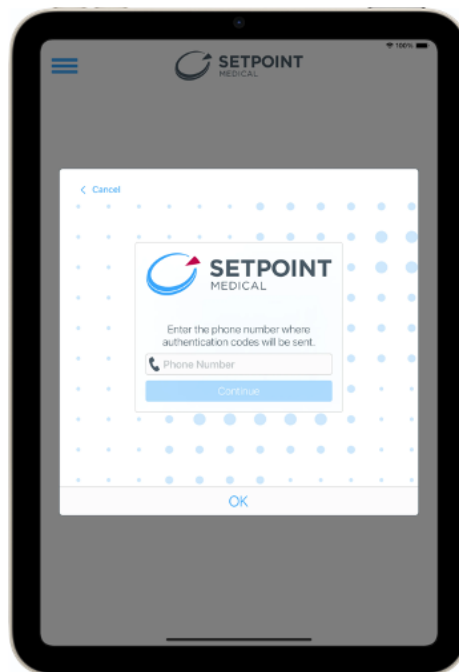 100%
SETPOINT
MEDICAL
Cancel
SETPOINT
MEDICAL
Enter the phone number where
authentication codes will be sent.
Phone Number
Continue
OK